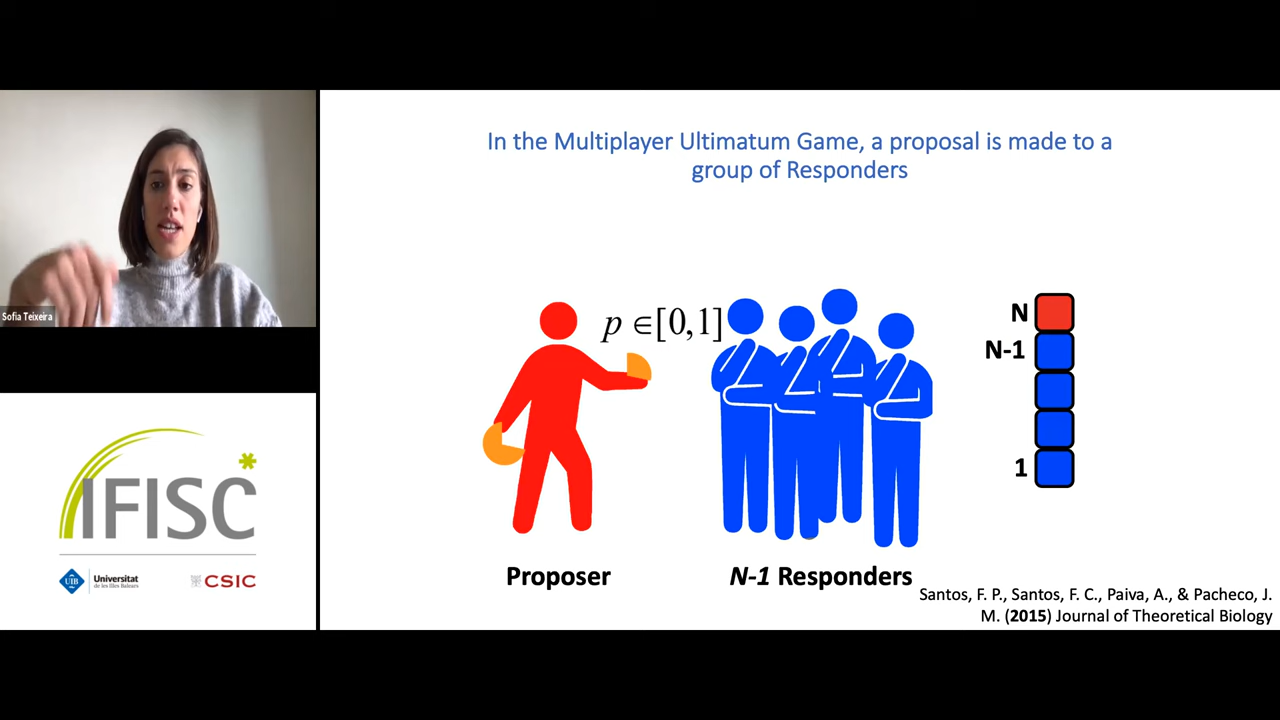 In the Multiplayer Ultimatum Game, a proposal is made to a
group of Responders
p ∈[0,1]
N
N-1
1
Proposer
N-1 Responders
Santos, F. P., Santos, F. C., Paiva, A., & Pacheco, J.
M. (2015) Journal of Theoretical Biology
Sofia Teixeira
IFISC
UIB
Universitat
de les Illes Balears
CSIC